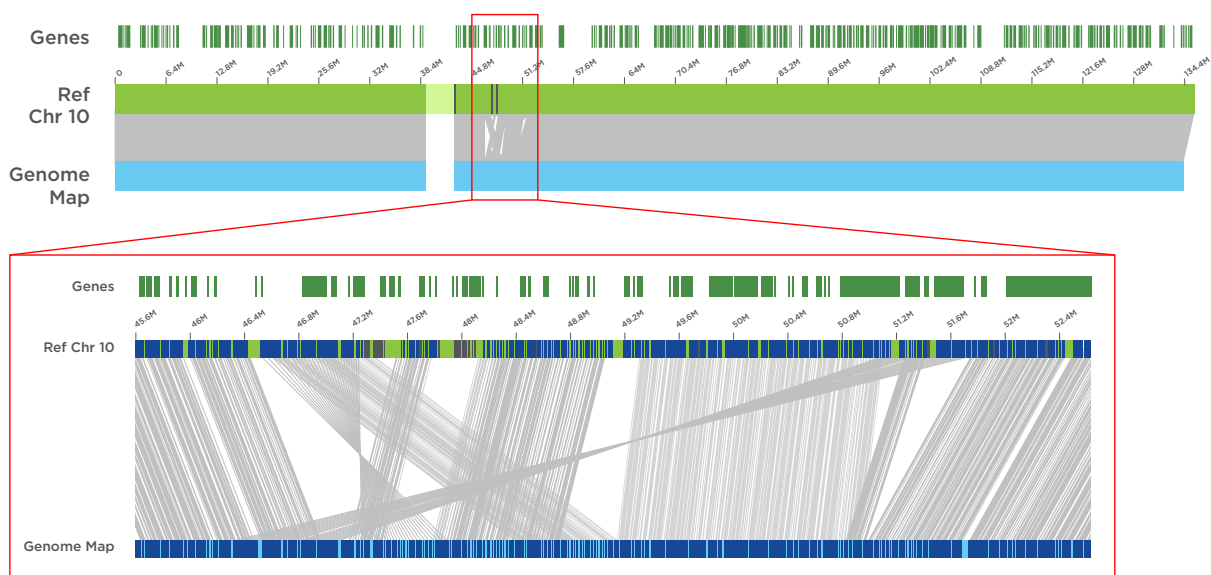 Genes
0 6.4M 12.8M 19.2M 25.6M 32M 38.4M 44.8M 51.2M 57.6M 64M 70.4M 76.8M 83.2M 89.6M 96M 102.4M 108.8M 115.2M 121.6M 128M 134.4M
Ref
Chr 10
Genome
Map
Genes
45.6M 46M 46.4M 46.8M 47.2M 47.6M 48M 48.4M 48.8M 49.2M 49.6M 50M 50.4M 50.8M 51.2M 51.6M 52M 52.4M
Ref Chr 10
Genome Map